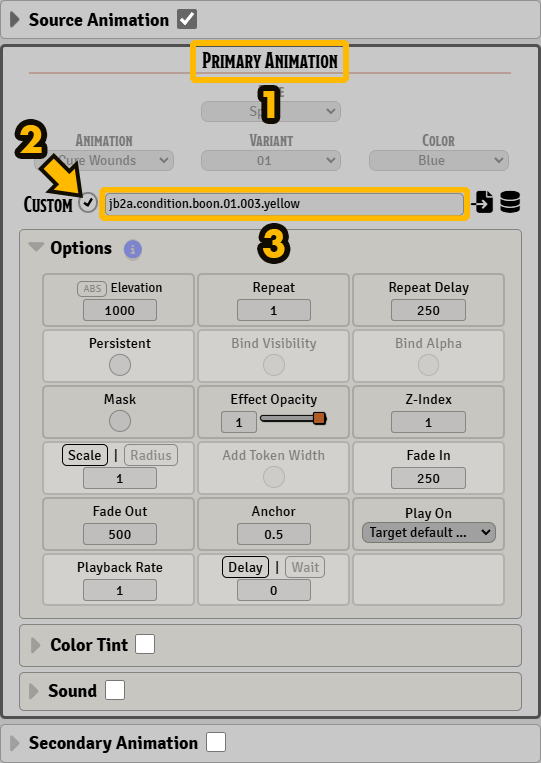 Source Animation
PRIMARY ANIMATION
1
2
ANIMATION VARIANT COLOR
Cure Wounds 01 Blue
CUSTOM jb2a.condition.boon.01.003.yellow
3
Options i
ABS Elevation Repeat Repeat Delay
1000 1 250
Persistent Bind Visibility Bind Alpha
Mask Effect Opacity Z-Index
1 1
Scale | Radius Add Token Width Fade In
1 250
Fade Out Anchor Play On
500 0.5 Target default ...
Playback Rate Delay | Wait
1 0
Color Tint
Sound
Secondary Animation